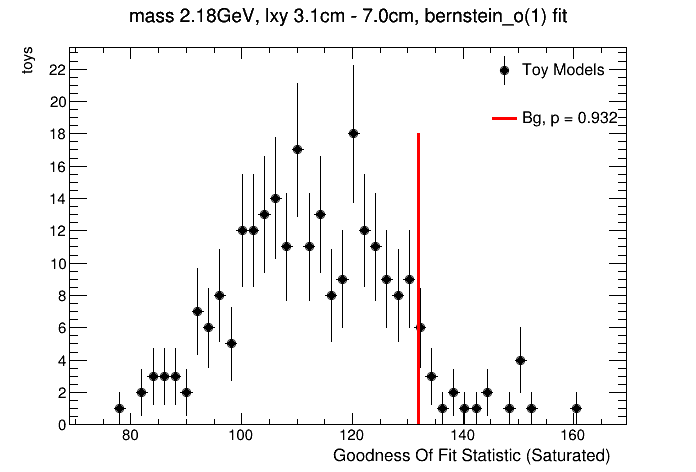 mass 2.18GeV, lxy 3.1cm - 7.0cm, bernstein_o(1) fit
toys
Toy Models
Bg, p = 0.932
22
20
18
16
14
12
10
8
6
4
2
0
80 100 120 140 160
Goodness Of Fit Statistic (Saturated)